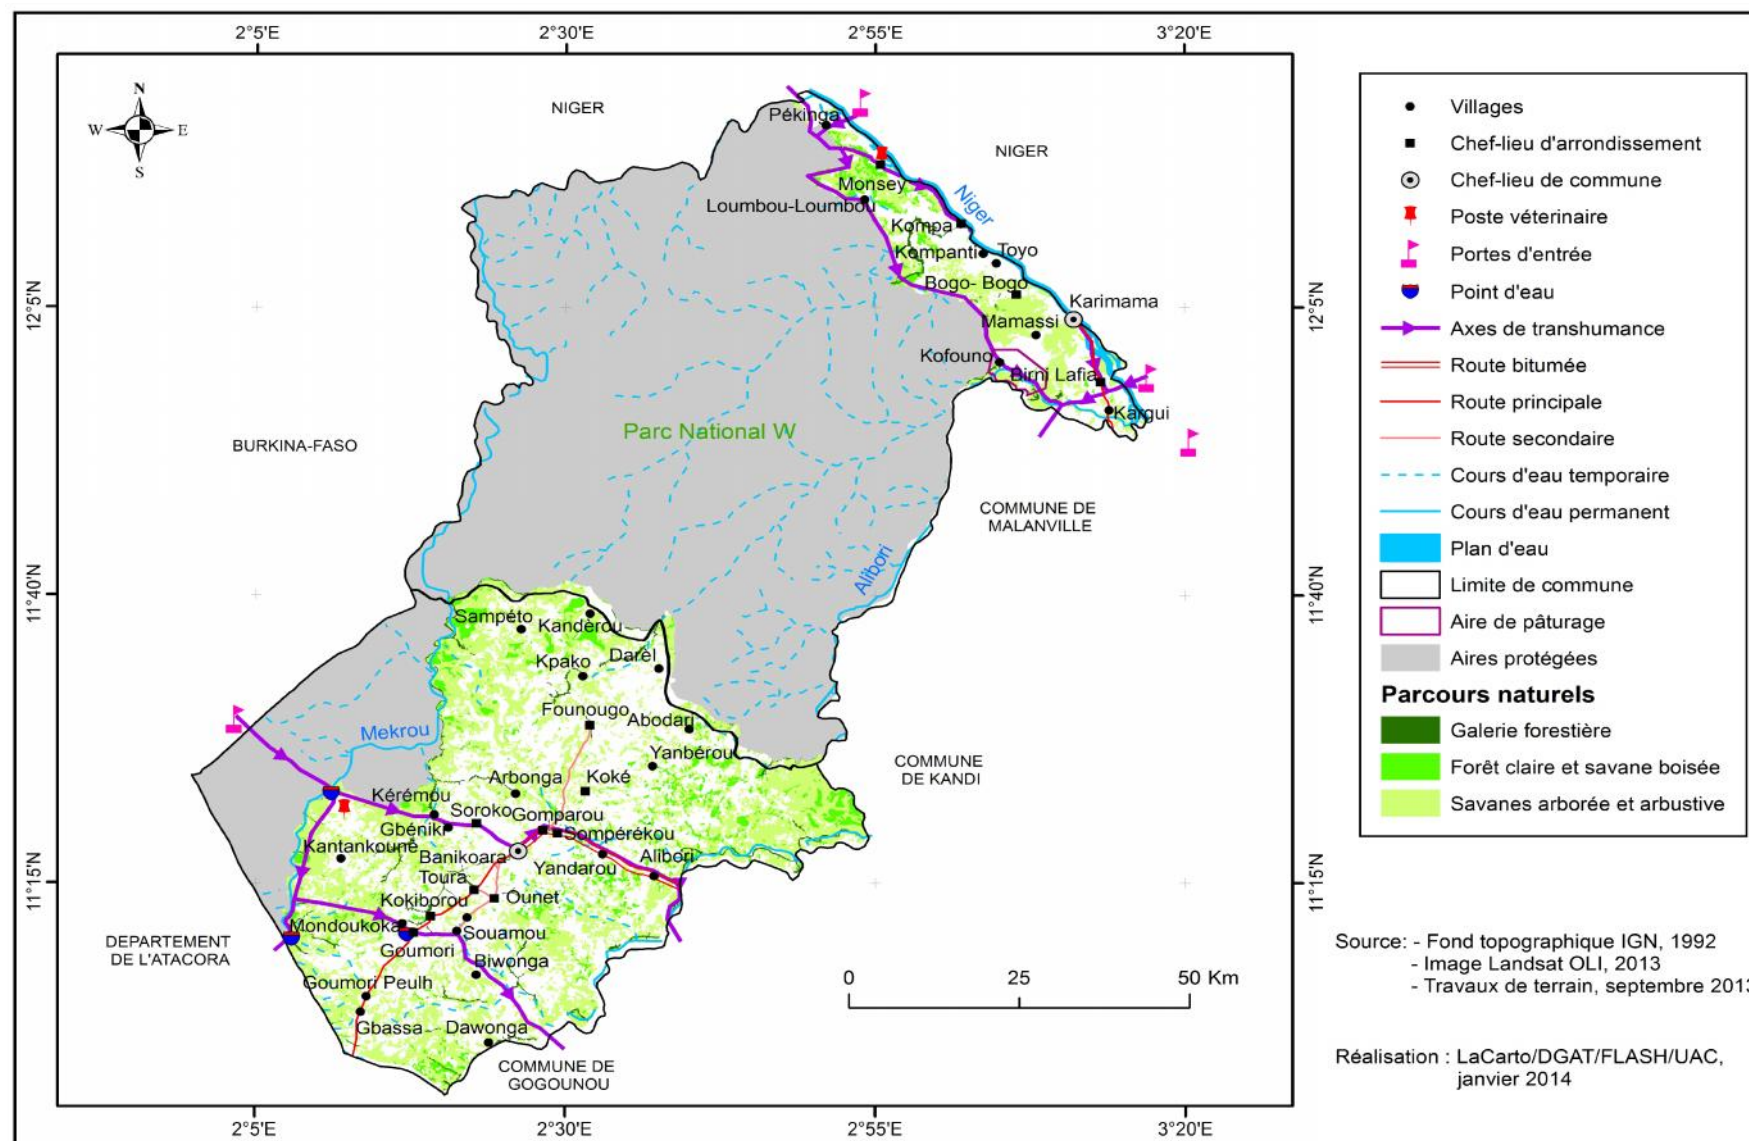 2°5'E
2°30'E
2°55'E
3°20'E
N
W
E
S
NIGER
NIGER
Pékinga
Monsey
Loumbou-Loumbou
Niger
Kompa
Kompanti
Toyo
Bogo- Bogo
Karimama
Mamassi
Kofouno
Birni Lafia
Kargui
12°5'N
12°5'N
BURKINA-FASO
Parc National W
COMMUNE DE
MALANVILLE
Alibori
11°40'N
11°40'N
Sampéto
Kandérou
Kpako
Darèl
Founougo
Abodari
Mekrou
Yanbérou
COMMUNE
DE KANDI
Arbonga
Koké
Kérémou
Soroko
Gomparou
Gbéniki
Sompérékou
Kantankouné
Banikoara
Yandarou
Alibori
Toura
11°15'N
11°15'N
Kokiborou
Ounet
Mondoukoka
Souamou
DEPARTEMENT
DE L'ATACORA
Goumori
Biwonga
Goumori Peulh
Gbassa
Dawonga
COMMUNE DE
GOGOUNOU
0
25
50 Km
2°5'E
2°30'E
2°55'E
3°20'E
Villages
Chef-lieu d'arrondissement
Chef-lieu de commune
Poste véterinaire
Portes d'entrée
Point d'eau
Axes de transhumance
Route bitumée
Route principale
Route secondaire
Cours d'eau temporaire
Cours d'eau permanent
Plan d'eau
Limite de commune
Aire de pâturage
Aires protégées
Parcours naturels
Galerie forestière
Forêt claire et savane boisée
Savanes arborée et arbustive
Source: - Fond topographique IGN, 1992
- Image Landsat OLI, 2013
- Travaux de terrain, septembre 2013
Réalisation : LaCarto/DGAT/FLASH/UAC,
janvier 2014